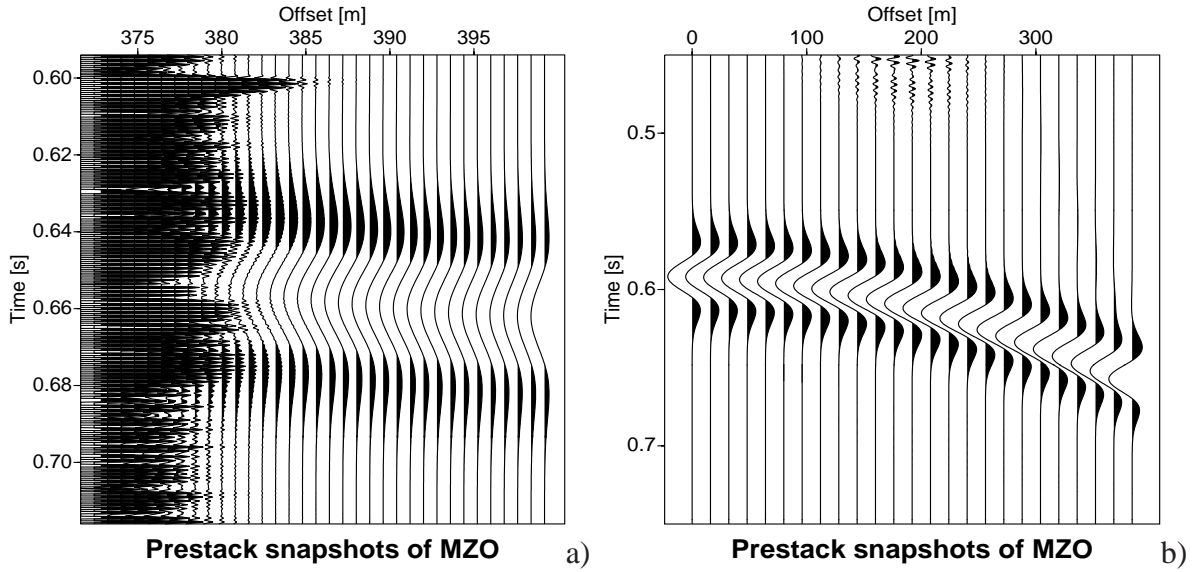 Offset [m]
375 380 385 390 395
0.60
0.62
0.64
0.66
0.68
0.70
Time [s]
Prestack snapshots of MZO
a)
Offset [m]
0 100 200 300
0.5
0.6
0.7
Time [s]
Prestack snapshots of MZO
b)